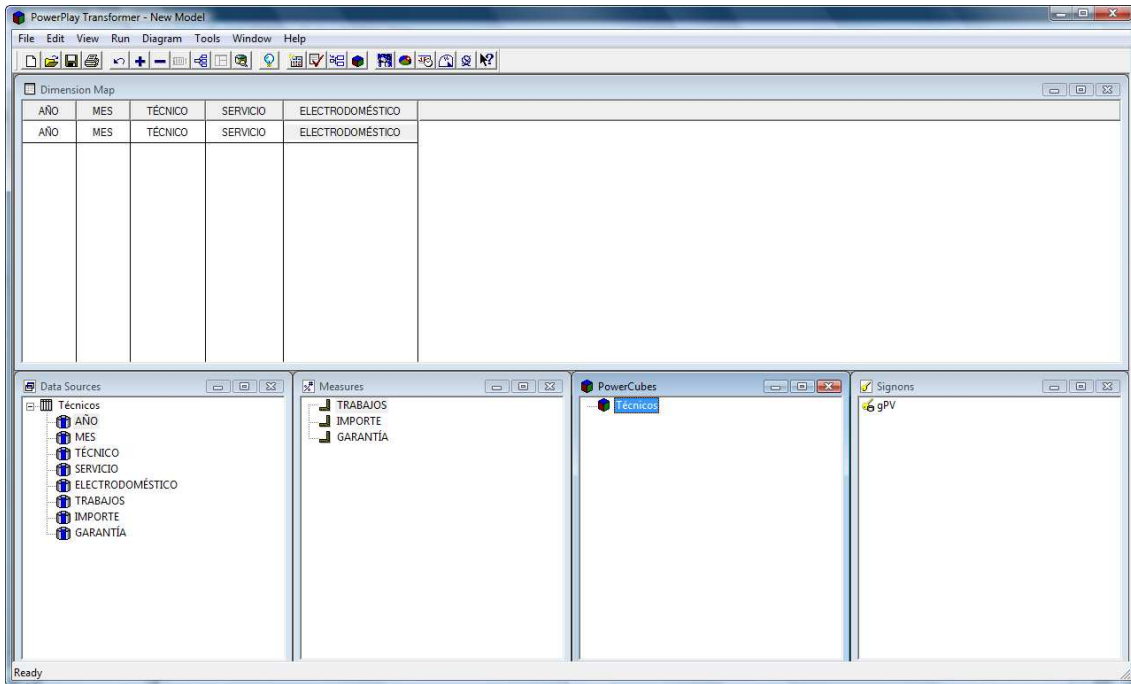 PowerPlay Transformer - New Model
File Edit View Run Diagram Tools Window Help
Dimension Map
AÑO MES TÉCNICO SERVICIO ELECTRODOMÉSTICO
AÑO MES TÉCNICO SERVICIO ELECTRODOMÉSTICO
Data Sources
Técnicos
AÑO
MES
TÉCNICO
SERVICIO
ELECTRODOMÉSTICO
TRABAJOS
IMPORTE
GARANTÍA
Measures
TRABAJOS
IMPORTE
GARANTÍA
PowerCubes
Técnicos
Signons
gPV
Ready